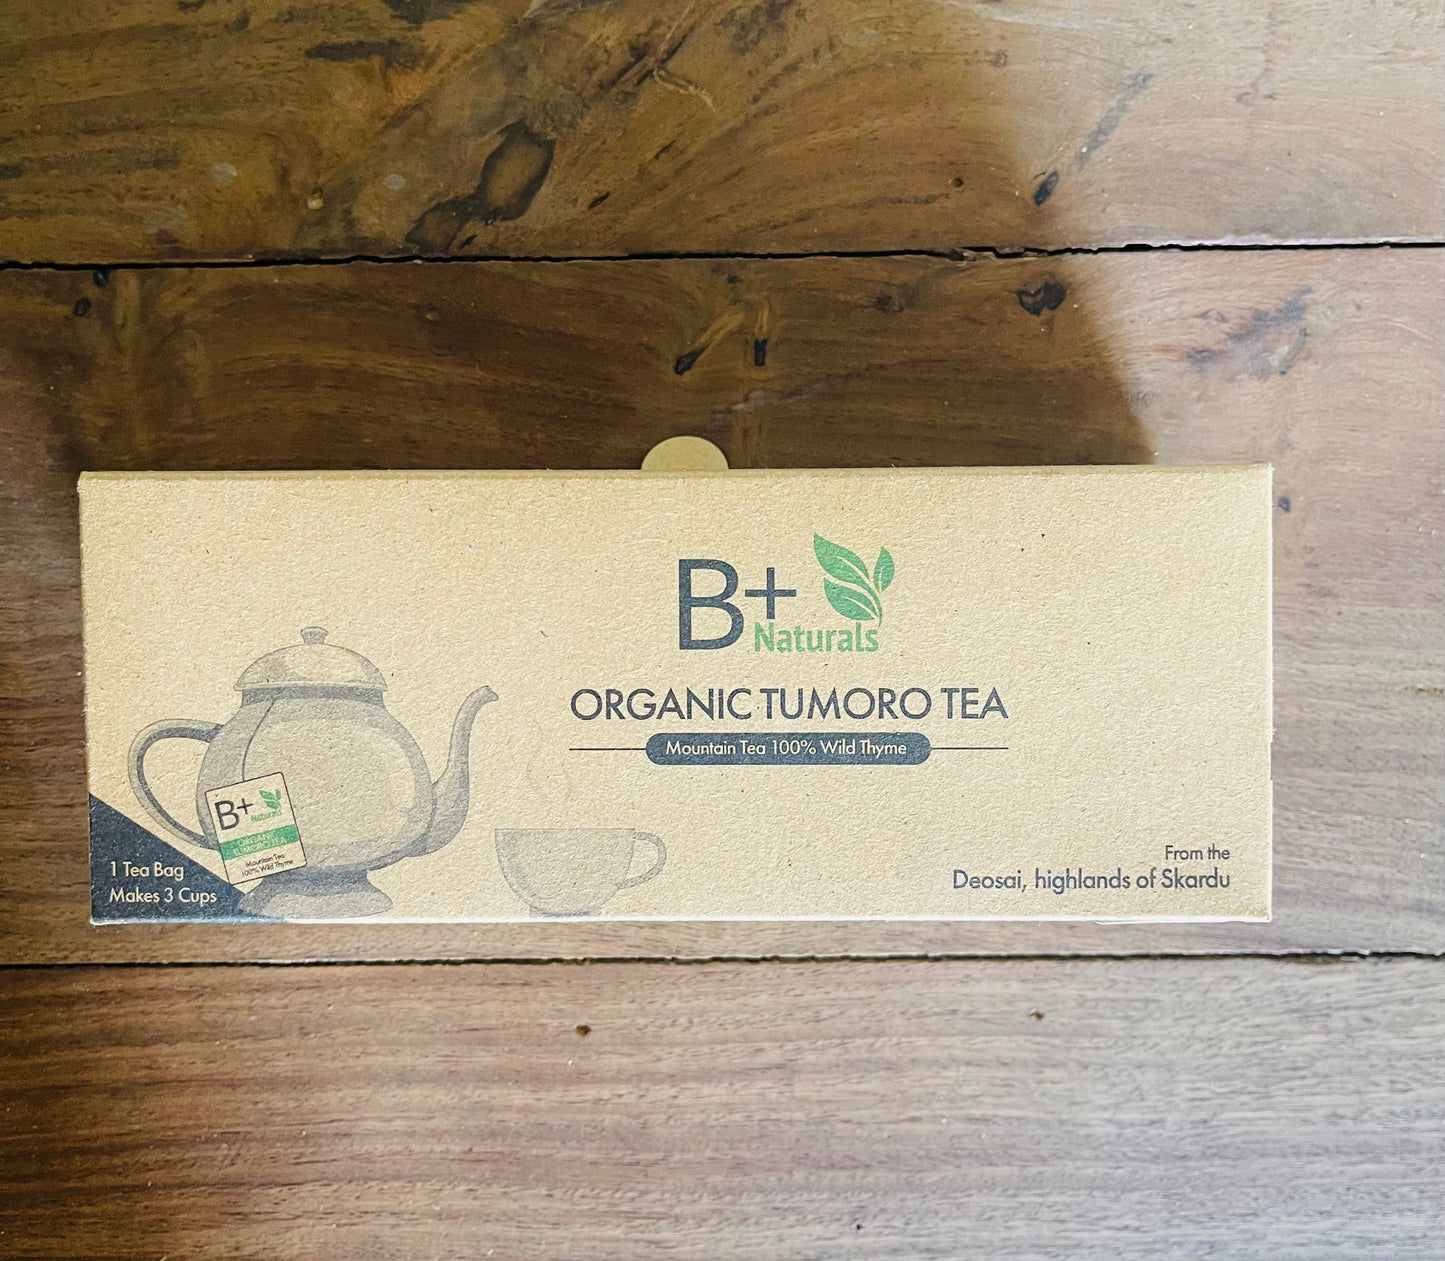 B+
Naturals
ORGANIC TUMORO TEA
Mountain Tea 100% Wild Thyme
B+
Naturals
ORGANIC
TUMORO TEA
Mountain Tea
100% Wild Thyme
1 Tea Bag
Makes 3 Cups
From the
Deosai, highlands of Skardu